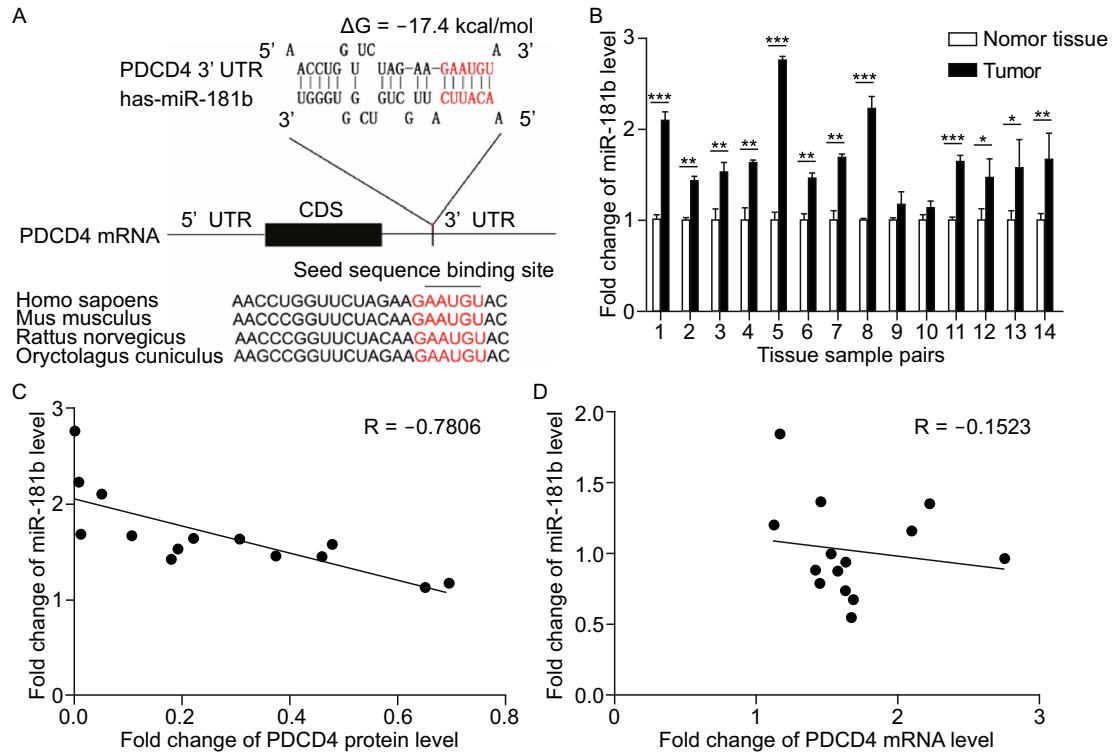 A
ΔG = −17.4 kcal/mol
5’ A G UC A 3’
PDCD4 3’ UTR ACCUG U UAG-AA-GAAUGU
has-miR-181b UGGGU G GUC UU CUUACA
3’ G CU G A A 5’
5’ UTR CDS 3’ UTR
PDCD4 mRNA
Seed sequence binding site
Homo sapoens AACCUGGUUCUAGAAGAAUGUAC
Mus musculus AACCCGGUUCUACAAGAAUGUAC
Rattus norvegicus AACCCGGUUCUACAAGAAUGUAC
Oryctolagus cuniculus AAGCCGGUUCUAGAAGAAUGUAC
B
Fold change of miR-181b level
3
2
1
0
Nomor tissue
Tumor
*** ** ** ** *** ** ** *** *** * * **
1 2 3 4 5 6 7 8 9 10 11 12 13 14
Tissue sample pairs
C
Fold change of miR-181b level
3
2
1
0
R = −0.7806
0.0 0.2 0.4 0.6 0.8
Fold change of PDCD4 protein level
D
Fold change of miR-181b level
2.0
1.5
1.0
0.5
0.0
R = −0.1523
0 1 2 3
Fold change of PDCD4 mRNA level